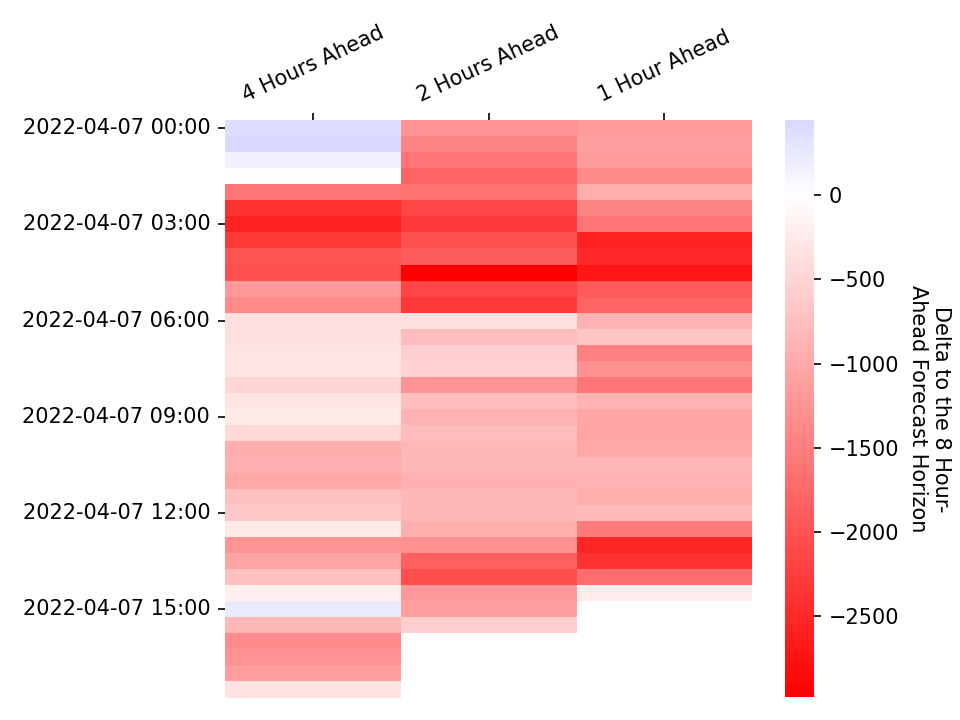 4 Hours Ahead
2 Hours Ahead
1 Hour Ahead
2022-04-07 00:00
2022-04-07 03:00
2022-04-07 06:00
2022-04-07 09:00
2022-04-07 12:00
2022-04-07 15:00
0
−500
−1000
−1500
−2000
−2500
Delta to the 8 Hour-
Ahead Forecast Horizon